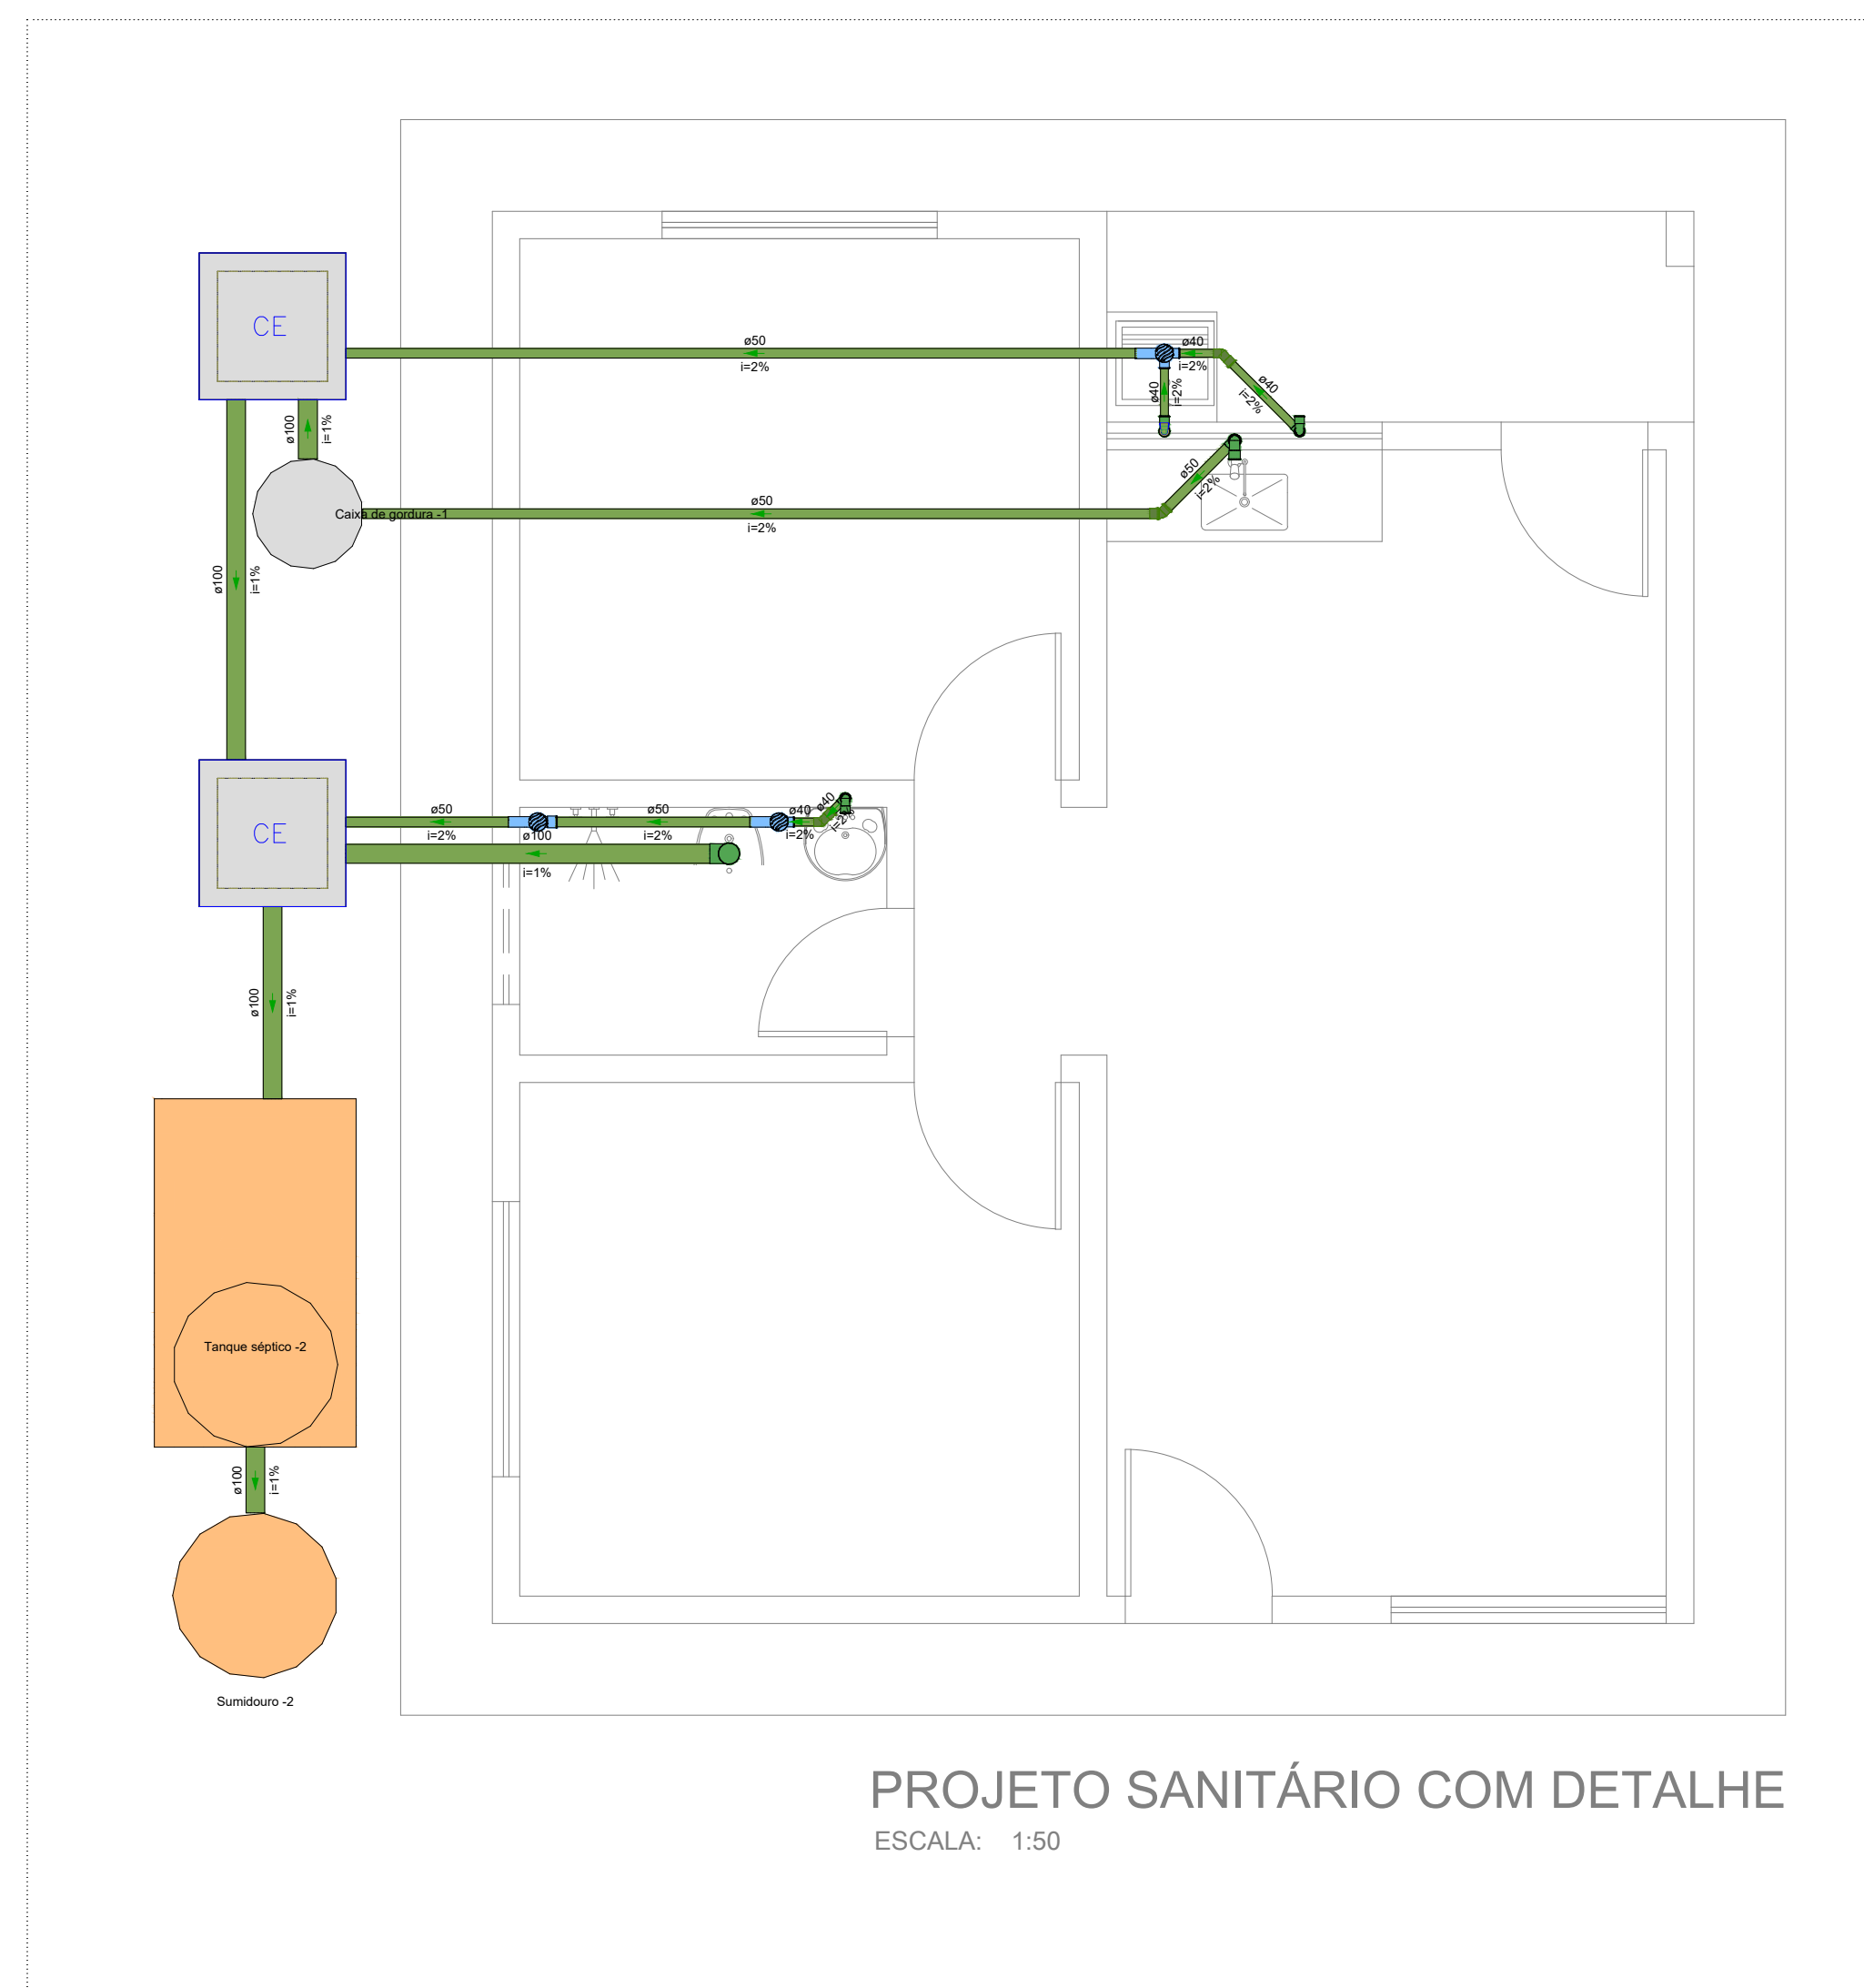 CE
ø50
i=2%
ø40
i=2%
ø40
i=2%
ø40
i=2%
ø100
i=1%
ø50
i=2%
Caixa de gordura -1
ø50
i=2%
ø100
i=1%
CE
ø50
i=2%
ø50
i=2%
ø40
i=2%
ø40
i=2%
ø100
i=1%
ø100
i=1%
Tanque séptico -2
ø100
i=1%
Sumidouro -2
PROJETO SANITÁRIO COM DETALHE
ESCALA: 1:50